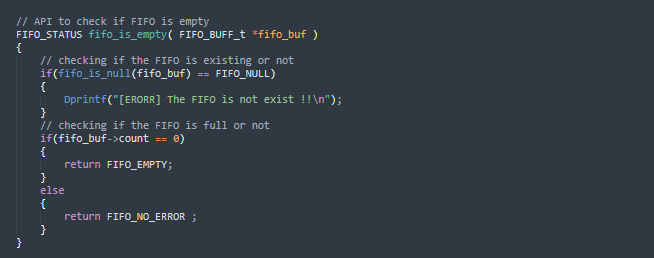 // API to check if FIFO is empty
FIFO_STATUS fifo_is_empty( FIFO_BUFF_t *fifo_buf )
{
    // checking if the FIFO is existing or not
    if(fifo_is_null(fifo_buf) == FIFO_NULL)
    {
        Dprintf("[ERORR] The FIFO is not exist !!\n");
    }
    // checking if the FIFO is full or not
    if(fifo_buf->count == 0)
    {
        return FIFO_EMPTY;
    }
    else
    {
        return FIFO_NO_ERROR ;
    }
}